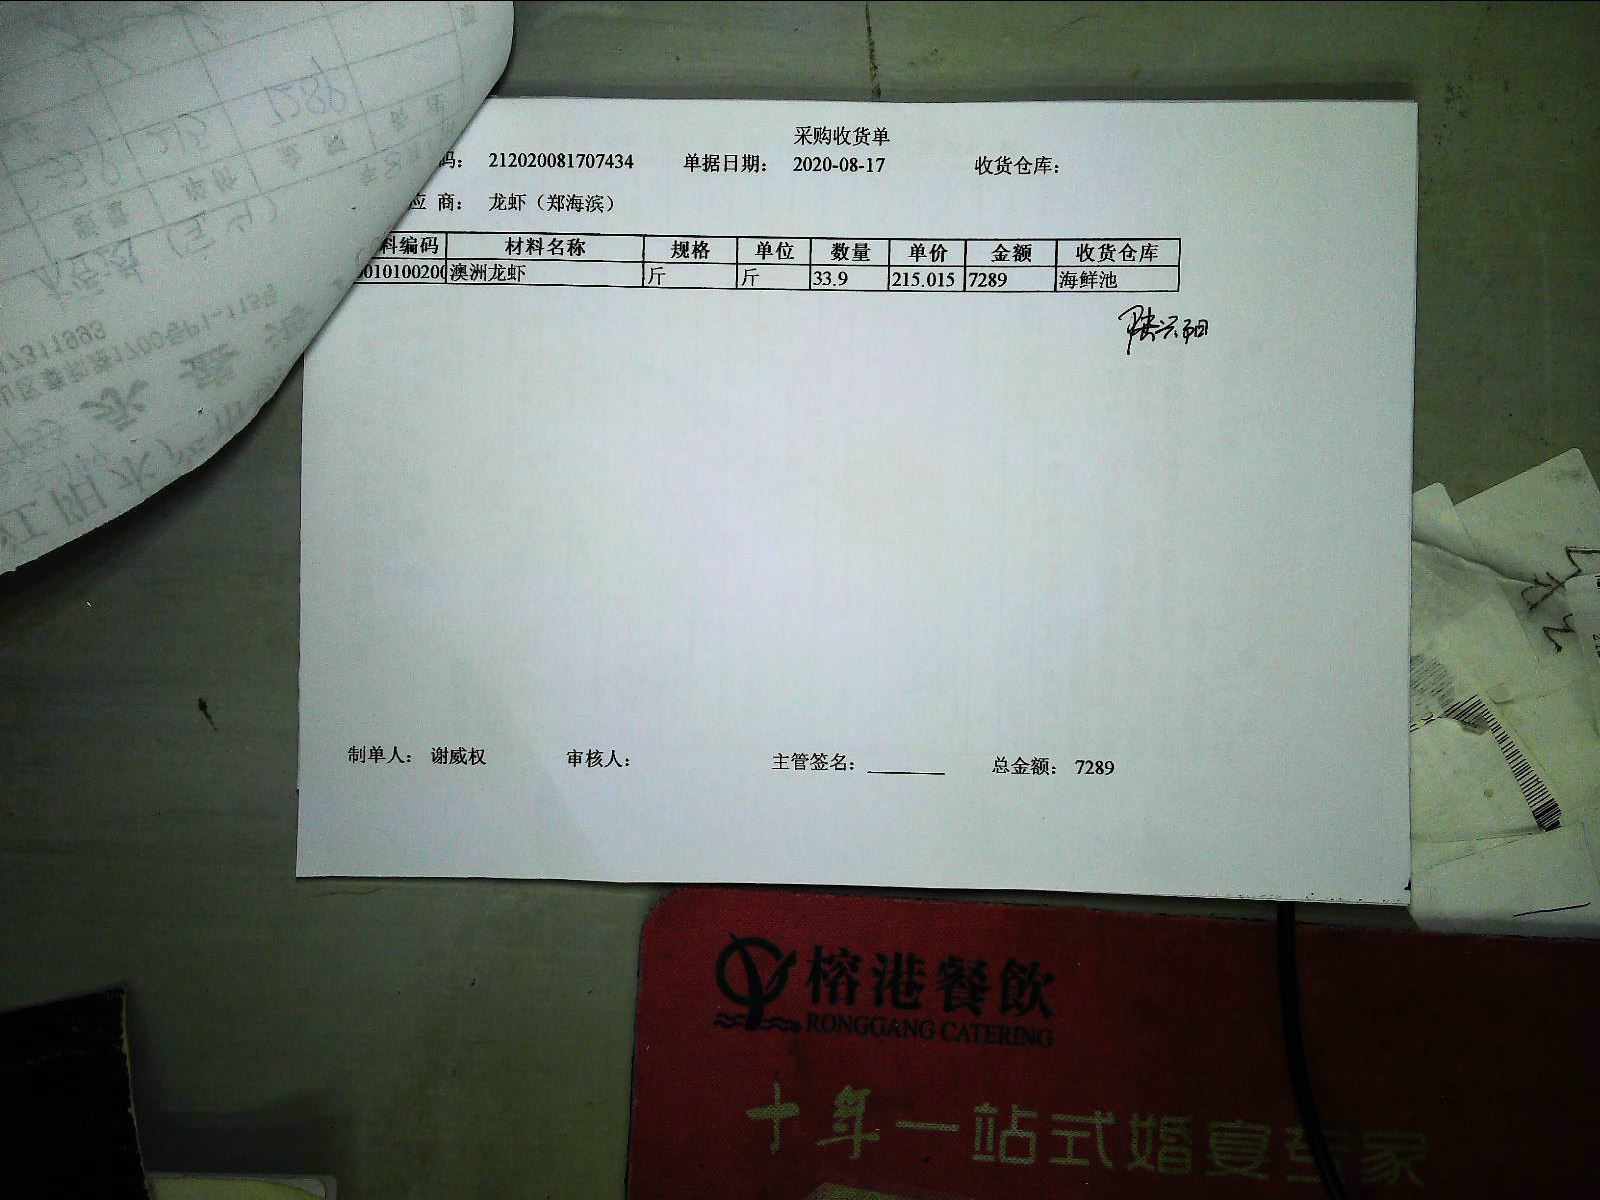 采购收货单
码： 212020081707434 单据日期： 2020-08-17 收货仓库：
应 商： 龙虾（郑海滨）
料编码 材料名称 规格 单位 数量 单价 金额 收货仓库
010100200 澳洲龙虾 斤 斤 33.9 215.015 7289 海鲜池
制单人： 谢威权 审核人： 主管签名： 总金额： 7289
榕港餐飲
RONGGANG CATERING
十年一站式婚宴专家